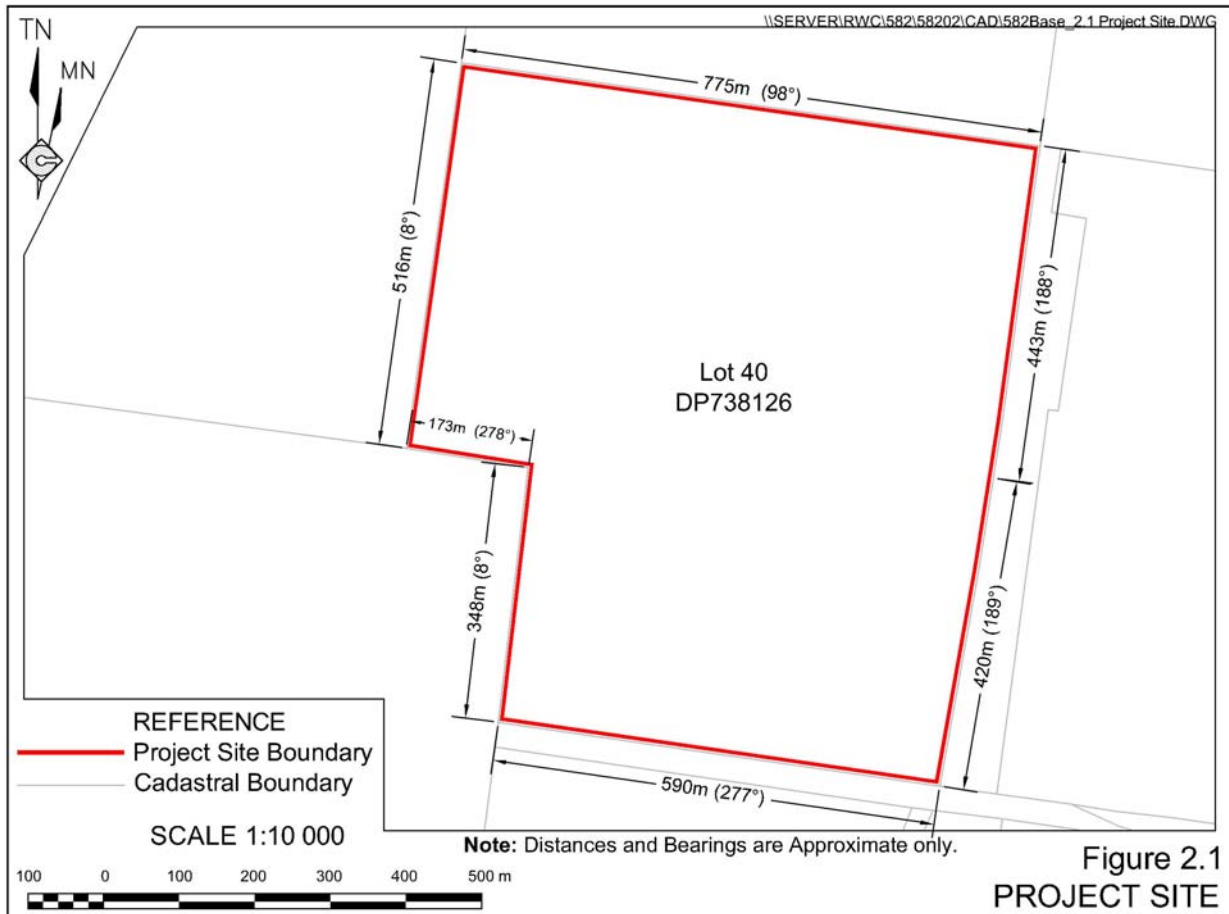 \\SERVER\RWC\582\58202\CAD\582Base_2.1 Project Site.DWG
TN
MN
775m (98°)
516m (8°)
443m (188°)
Lot 40
DP738126
173m (278°)
348m (8°)
420m (189°)
590m (277°)
REFERENCE
Project Site Boundary
Cadastral Boundary
SCALE 1:10 000
Note: Distances and Bearings are Approximate only.
100 0 100 200 300 400 500 m
Figure 2.1
PROJECT SITE